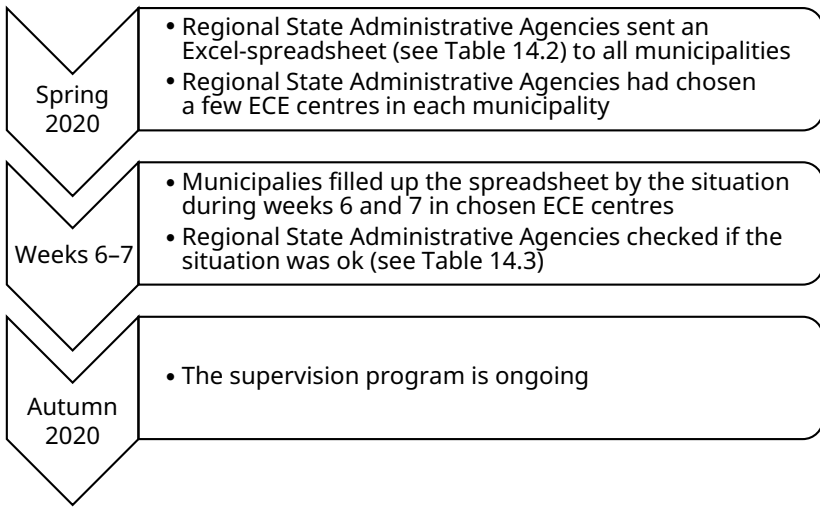 Spring
2020
• Regional State Administrative Agencies sent an
Excel-spreadsheet (see Table 14.2) to all municipalities
• Regional State Administrative Agencies had chosen
a few ECE centres in each municipality
Weeks 6–7
• Municipalies filled up the spreadsheet by the situation
during weeks 6 and 7 in chosen ECE centres
• Regional State Administrative Agencies checked if the
situation was ok (see Table 14.3)
Autumn
2020
• The supervision program is ongoing